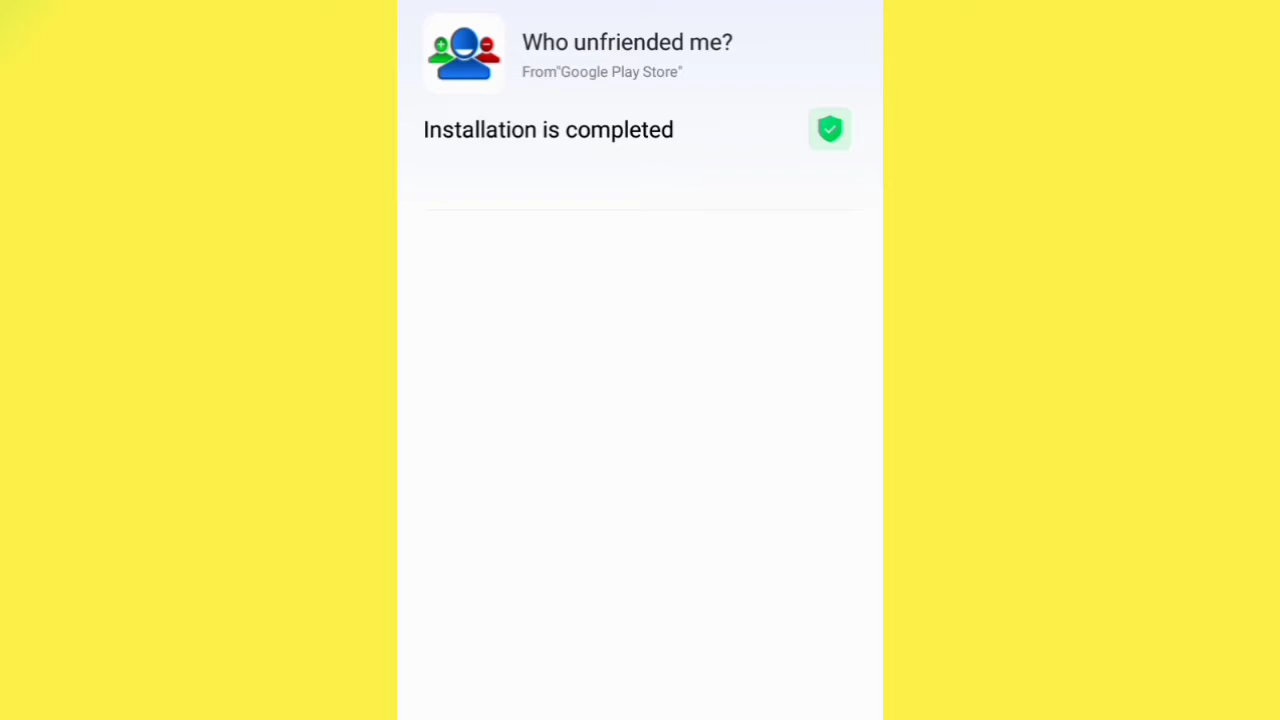 Who unfriended me?
From"Google Play Store"
Installation is completed